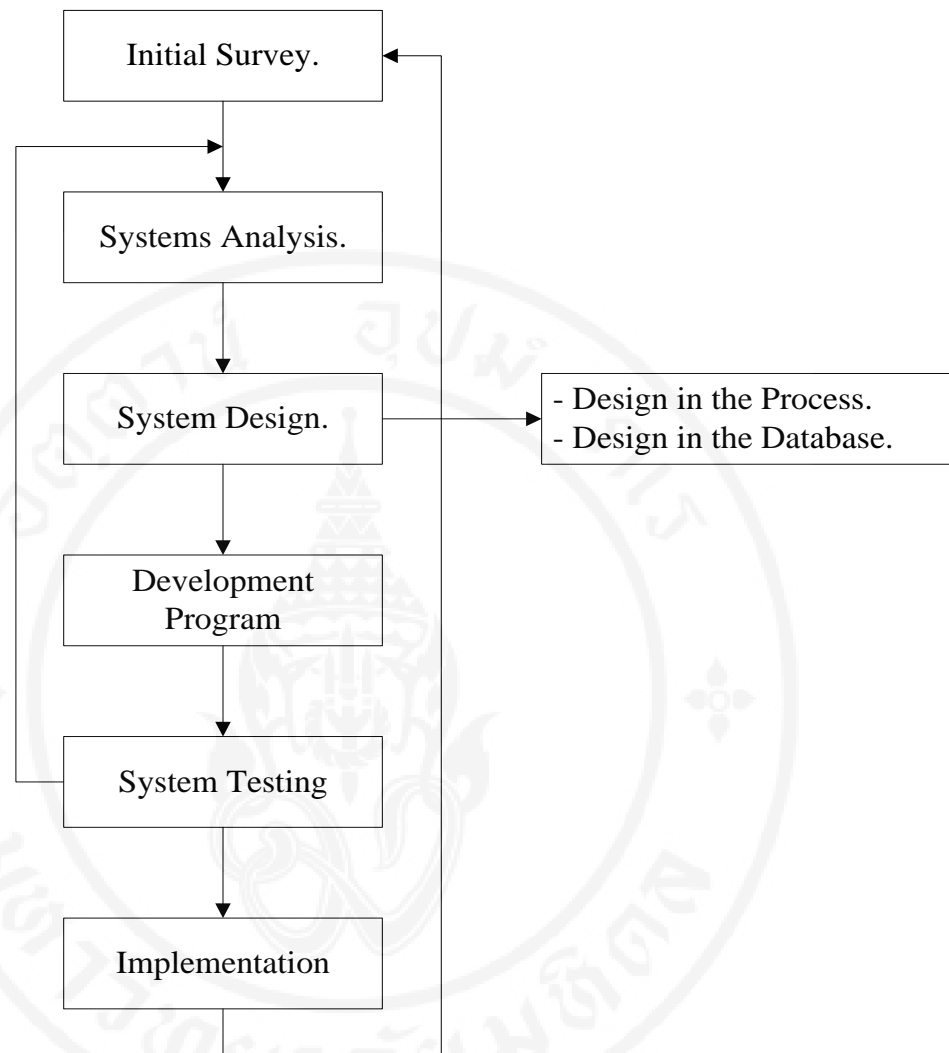 Initial Survey.
Systems Analysis.
System Design.
- Design in the Process.
- Design in the Database.
Development
Program
System Testing
Implementation